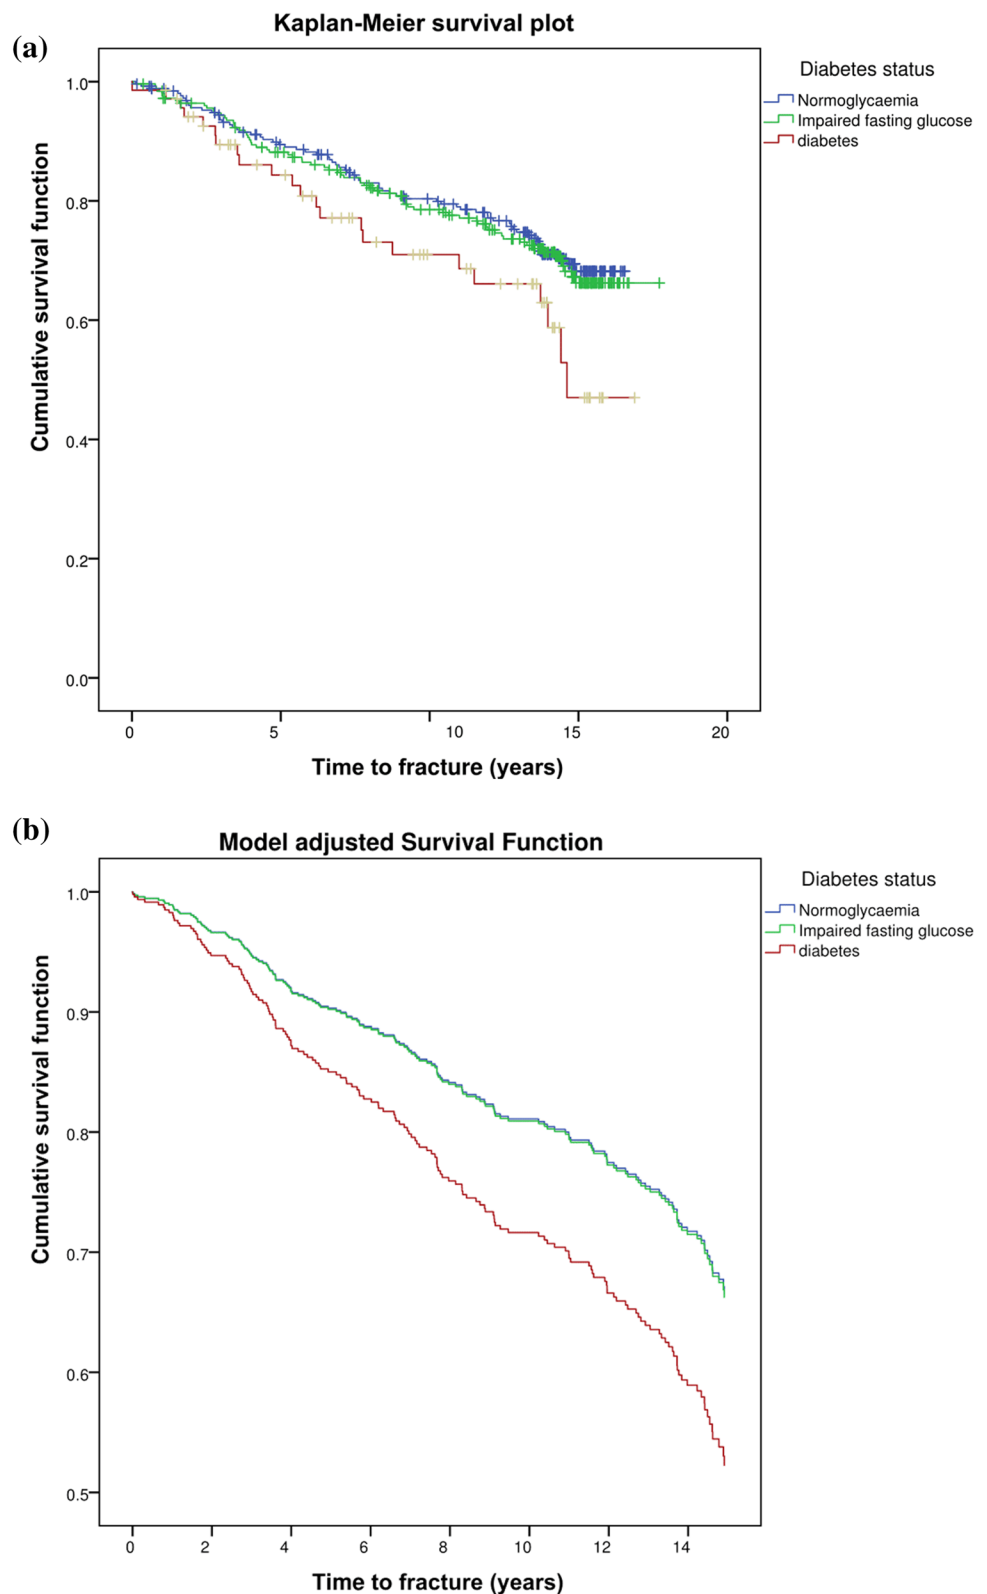 (a)
Kaplan-Meier survival plot
Diabetes status
Normoglycaemia
Impaired fasting glucose
diabetes
Cumulative survival function
1.0
0.8
0.6
0.4
0.2
0.0
0 5 10 15 20
Time to fracture (years)
(b)
Model adjusted Survival Function
Diabetes status
Normoglycaemia
Impaired fasting glucose
diabetes
Cumulative survival function
1.0
0.9
0.8
0.7
0.6
0.5
0 2 4 6 8 10 12 14
Time to fracture (years)